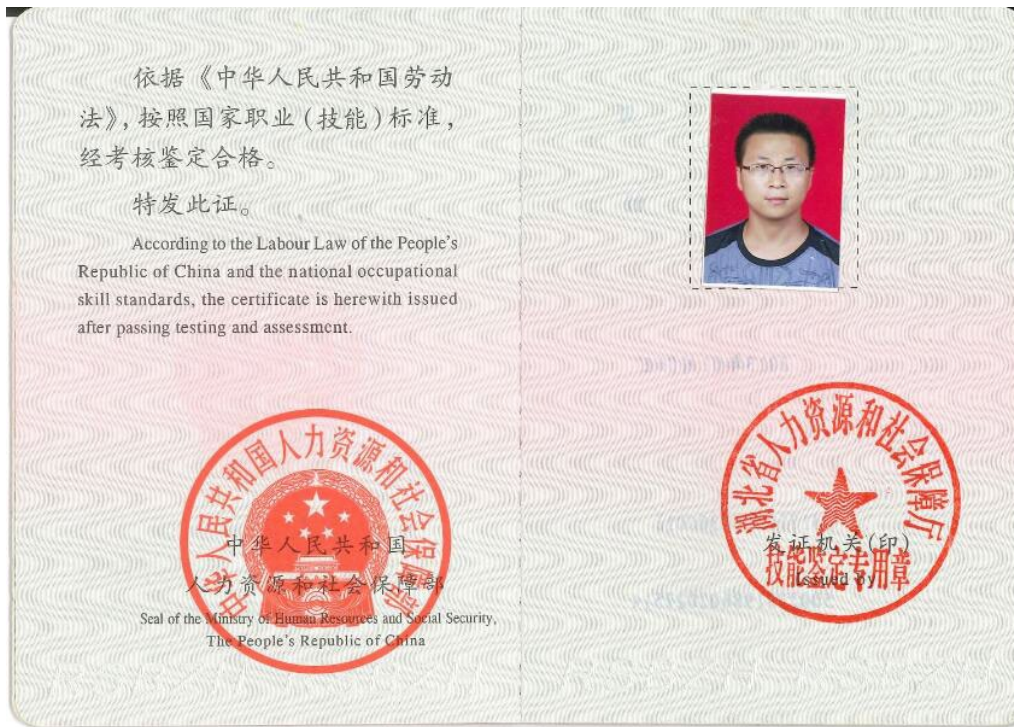 依据《中华人民共和国劳动
法》,按照国家职业(技能)标准,
经考核鉴定合格。
特发此证。
According to the Labour Law of the People's
Republic of China and the national occupational
skill standards, the certificate is herewith issued
after passing testing and assessment.
中华人民共和国人力资源和社会保障部
中华人民共和国
人力资源和社会保障部
Seal of the Ministry of Human Resources and Social Security,
The People's Republic of China
湖北省人力资源和社会保障厅
发证机关(印)
技能鉴定专用章
Issued by